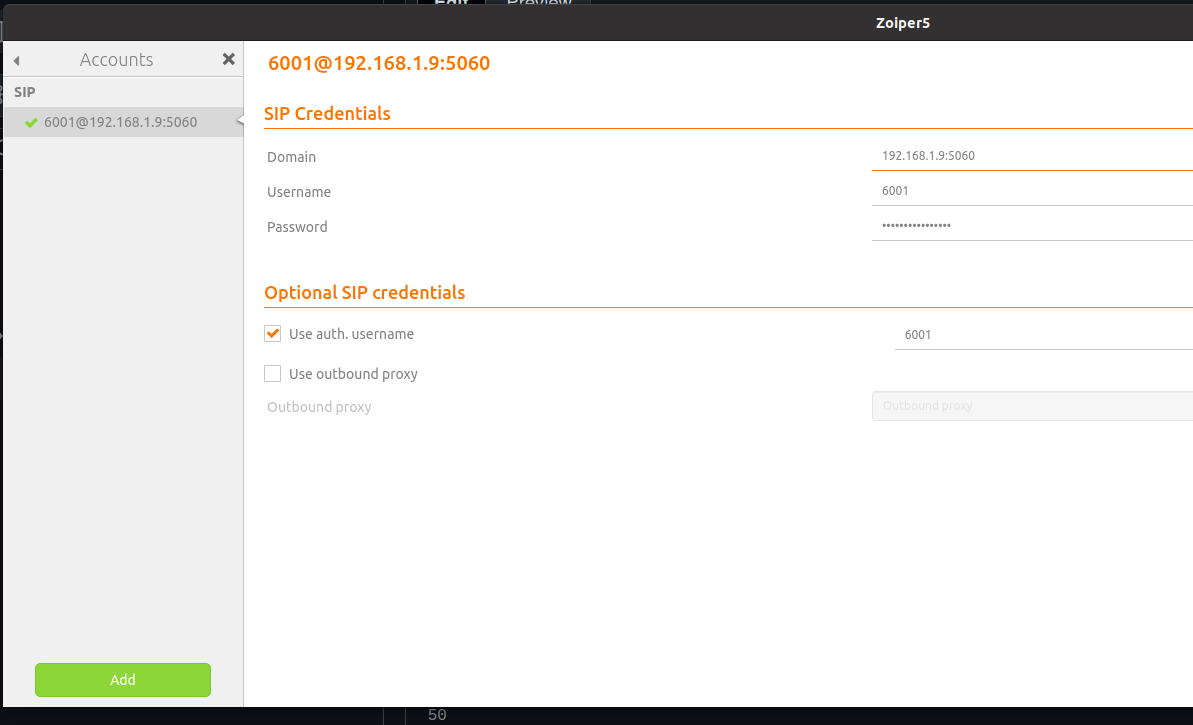 Edit Preview
Zoiper5
Accounts
6001@192.168.1.9:5060
SIP
6001@192.168.1.9:5060
SIP Credentials
Domain 192.168.1.9:5060
Username 6001
Password ••••••••••••••••
Optional SIP credentials
Use auth. username 6001
Use outbound proxy
Outbound proxy Outbound proxy
Add
50